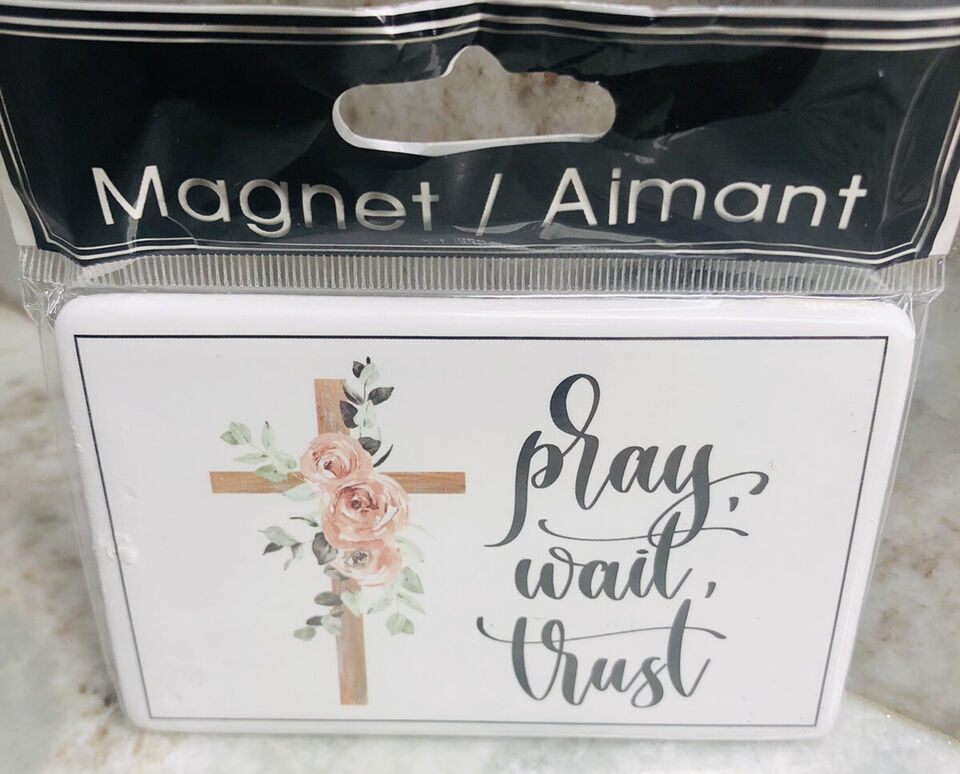 Magnet / Aimant
pray,
wait,
trust